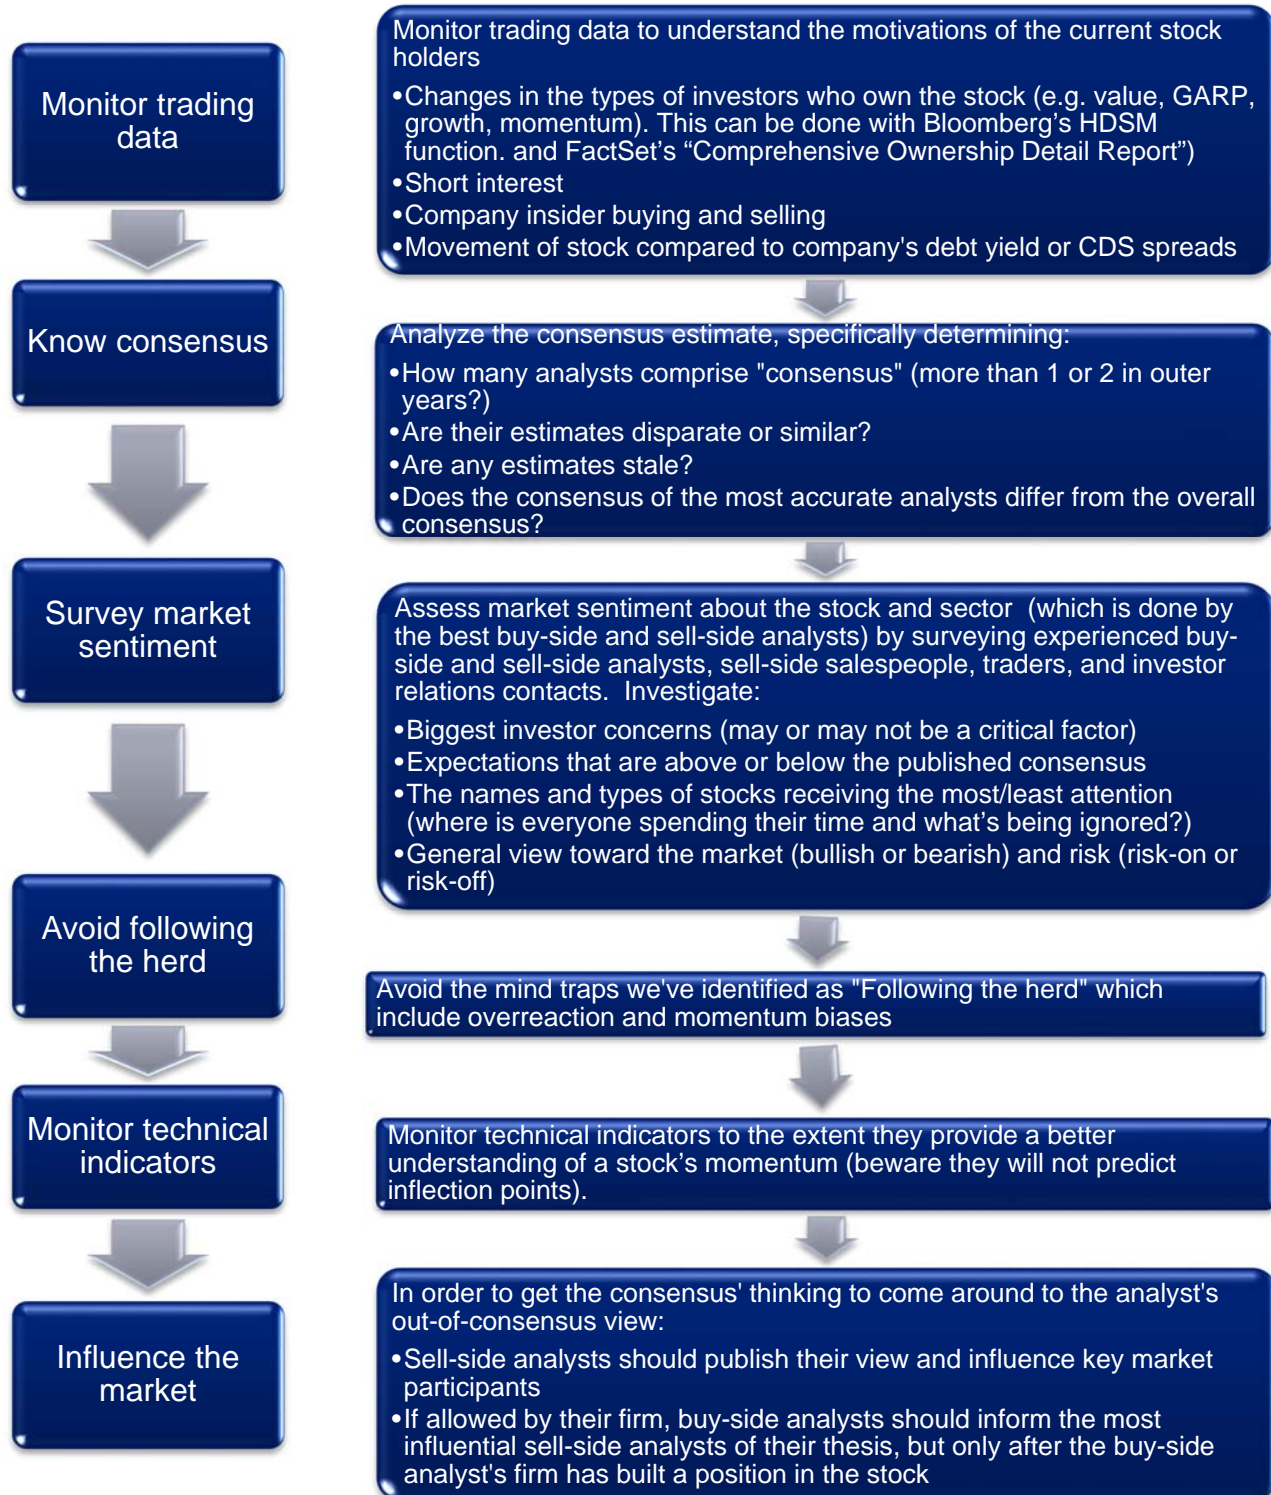 Monitor trading
data
Monitor trading data to understand the motivations of the current stock
holders
•Changes in the types of investors who own the stock (e.g. value, GARP,
growth, momentum). This can be done with Bloomberg’s HDSM
function. and FactSet’s “Comprehensive Ownership Detail Report”)
•Short interest
•Company insider buying and selling
•Movement of stock compared to company's debt yield or CDS spreads
Know consensus
Analyze the consensus estimate, specifically determining:
•How many analysts comprise "consensus" (more than 1 or 2 in outer
years?)
•Are their estimates disparate or similar?
•Are any estimates stale?
•Does the consensus of the most accurate analysts differ from the overall
consensus?
Survey market
sentiment
Assess market sentiment about the stock and sector (which is done by
the best buy-side and sell-side analysts) by surveying experienced buy-
side and sell-side analysts, sell-side salespeople, traders, and investor
relations contacts. Investigate:
•Biggest investor concerns (may or may not be a critical factor)
•Expectations that are above or below the published consensus
•The names and types of stocks receiving the most/least attention
(where is everyone spending their time and what’s being ignored?)
•General view toward the market (bullish or bearish) and risk (risk-on or
risk-off)
Avoid following
the herd
Avoid the mind traps we've identified as "Following the herd" which
include overreaction and momentum biases
Monitor technical
indicators
Monitor technical indicators to the extent they provide a better
understanding of a stock’s momentum (beware they will not predict
inflection points).
Influence the
market
In order to get the consensus' thinking to come around to the analyst's
out-of-consensus view:
•Sell-side analysts should publish their view and influence key market
participants
•If allowed by their firm, buy-side analysts should inform the most
influential sell-side analysts of their thesis, but only after the buy-side
analyst's firm has built a position in the stock